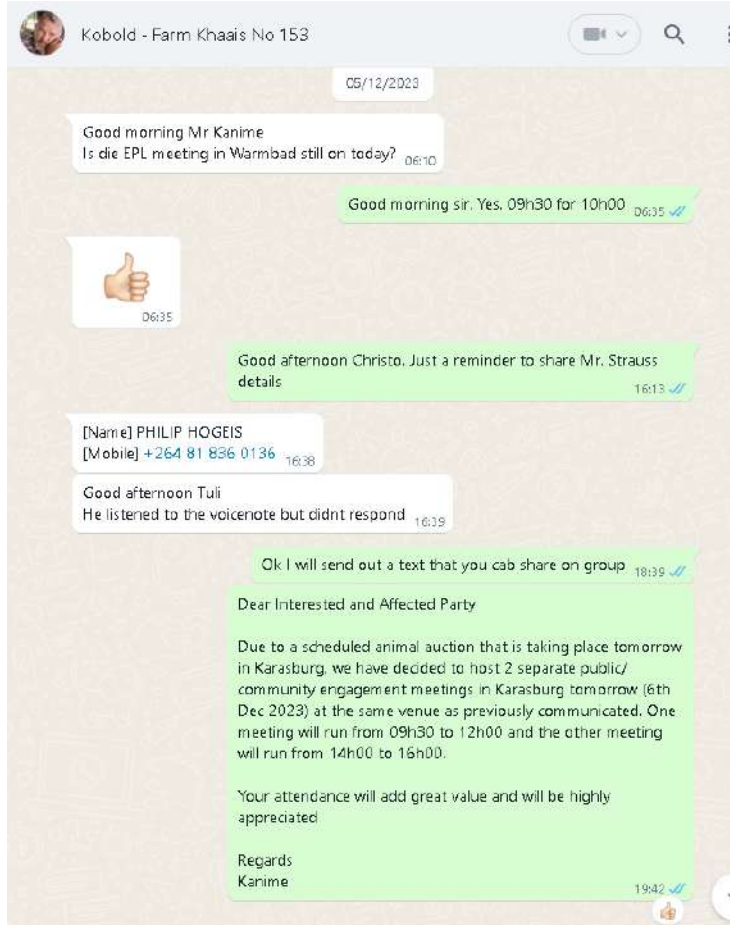 Kobold - Farm Khaais No 153
05/12/2023
Good morning Mr Kanime
Is die EPL meeting in Warmbad still on today? 06:10
Good morning sir. Yes. 09h30 for 10h00 06:35
06:35
Good afternoon Christo. Just a reminder to share Mr. Strauss
details
16:13
[Name] PHILIP HOGEIS
[Mobile] +264 81 836 0136 16:38
Good afternoon Tuli
He listened to the voicenote but didnt respond 16:39
Ok I will send out a text that you cab share on group 18:39
Dear Interested and Affected Party
Due to a scheduled animal auction that is taking place tomorrow
in Karasburg, we have decided to host 2 separate public/
community engagement meetings in Karasburg tomorrow (6th
Dec 2023) at the same venue as previously communicated. One
meeting will run from 09h30 to 12h00 and the other meeting
will run from 14h00 to 16h00.
Your attendance will add great value and will be highly
appreciated
Regards
Kanime
19:42